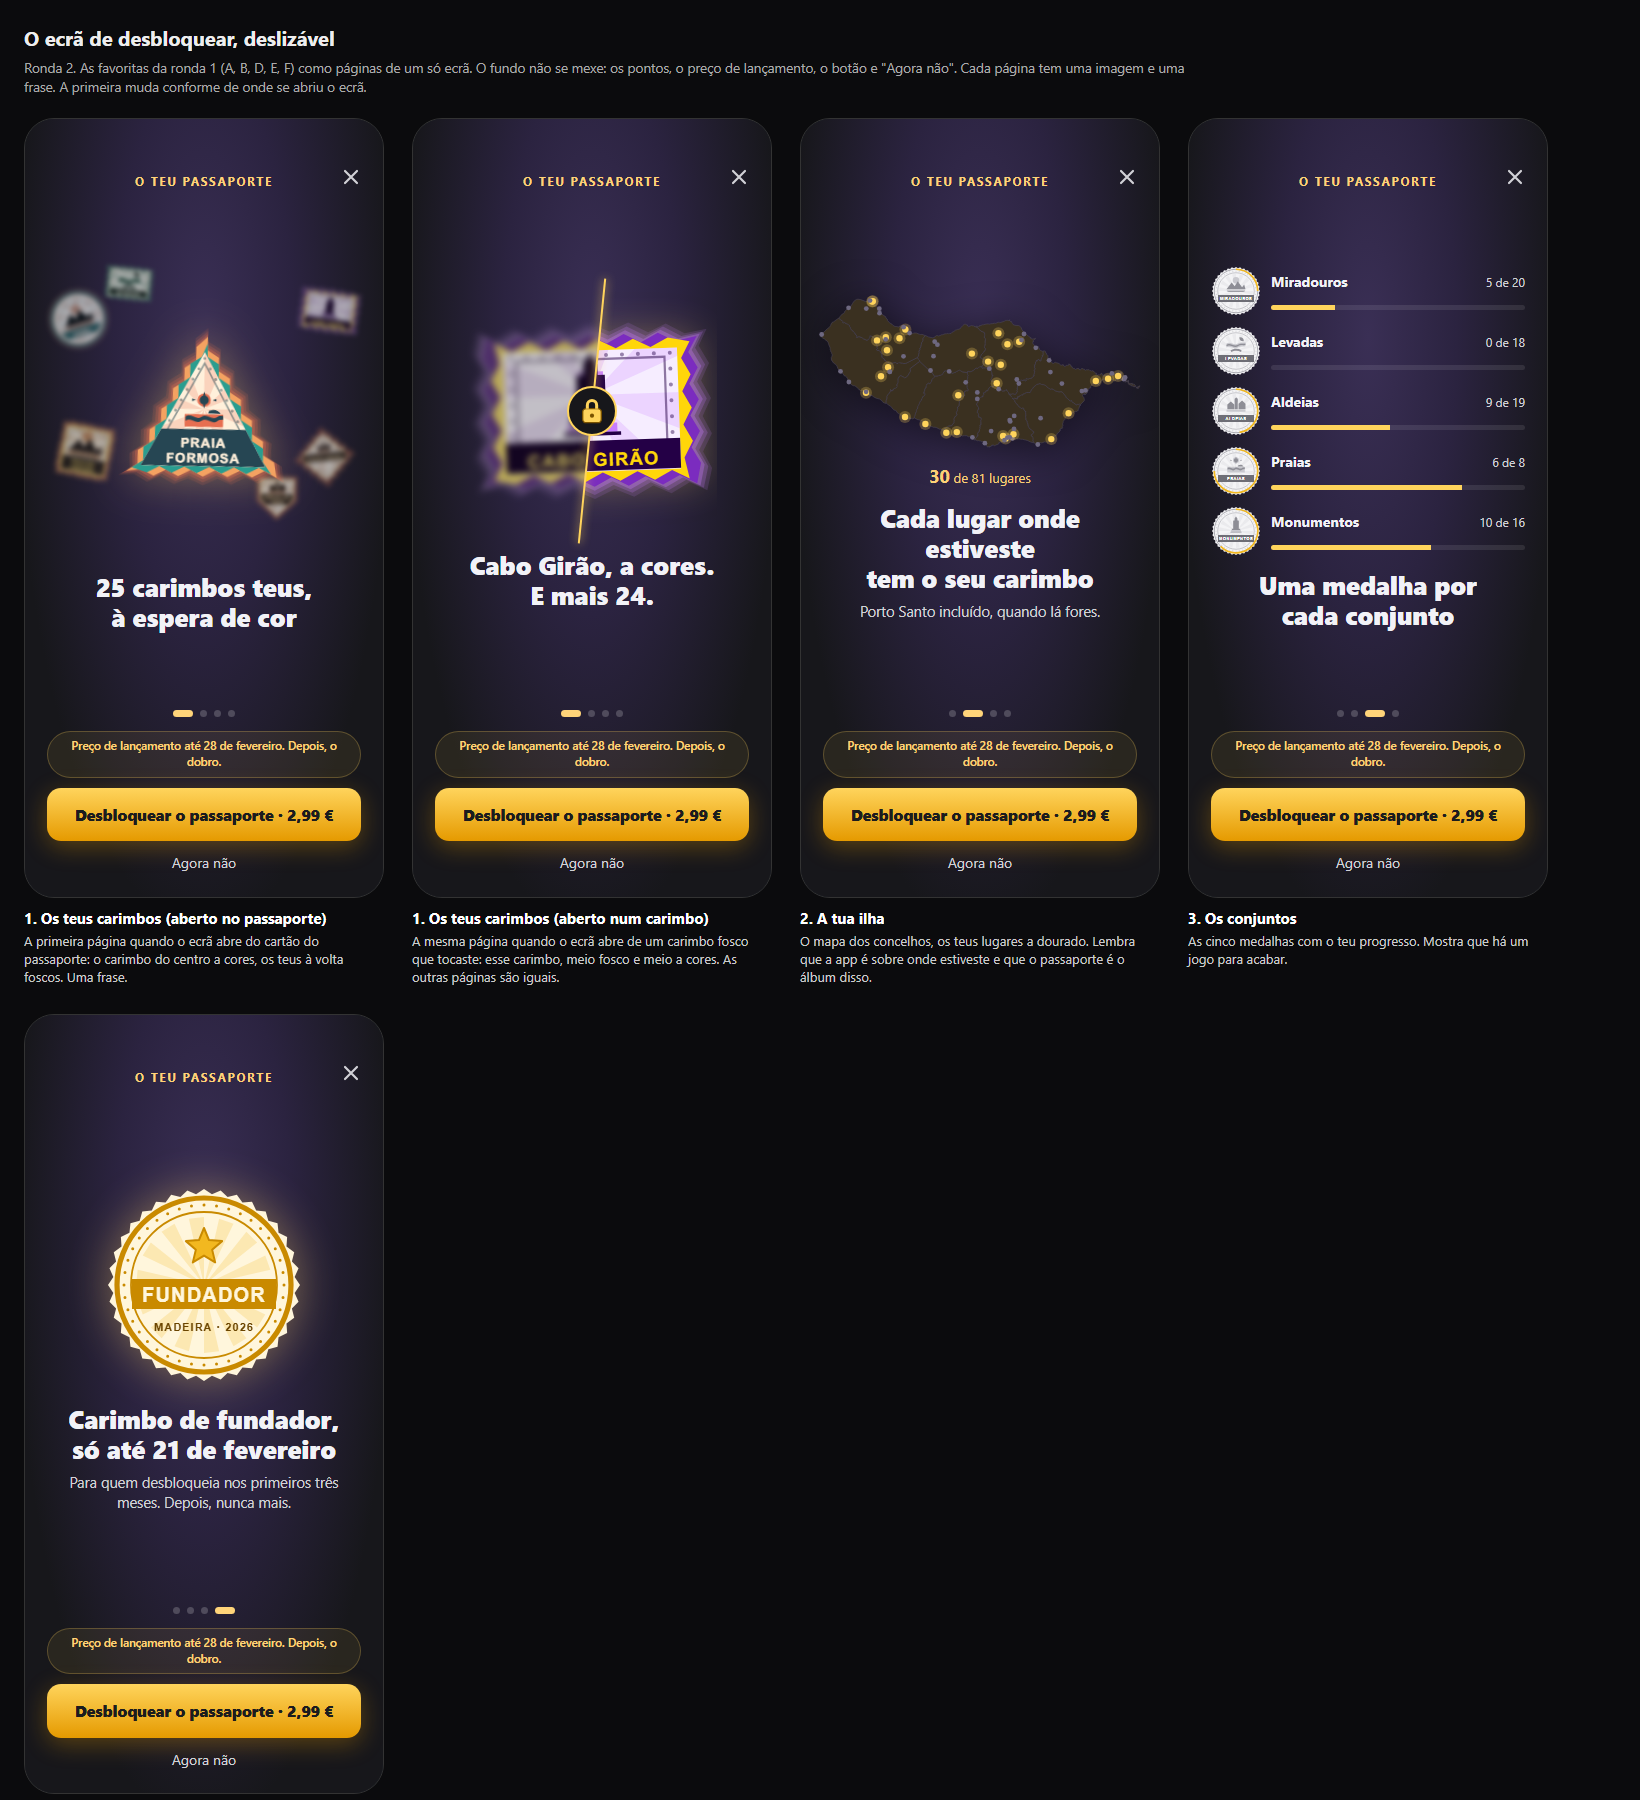 O ecrã de desbloquear, deslizável
Ronda 2. As favoritas da ronda 1 (A, B, D, E, F) como páginas de um só ecrã. O fundo não se mexe: os pontos, o preço de lançamento, o botão e "Agora não". Cada página tem uma imagem e uma
frase. A primeira muda conforme de onde se abriu o ecrã.
O TEU PASSAPORTE
PRAIA
FORMOSA
25 carimbos teus,
à espera de cor
Preço de lançamento até 28 de fevereiro. Depois, o
dobro.
Desbloquear o passaporte · 2,99 €
Agora não
1. Os teus carimbos (aberto no passaporte)
A primeira página quando o ecrã abre do cartão do
passaporte: o carimbo do centro a cores, os teus à volta
foscos. Uma frase.
O TEU PASSAPORTE
CABO GIRÃO
Cabo Girão, a cores.
E mais 24.
Preço de lançamento até 28 de fevereiro. Depois, o
dobro.
Desbloquear o passaporte · 2,99 €
Agora não
1. Os teus carimbos (aberto num carimbo)
A mesma página quando o ecrã abre de um carimbo fosco
que tocaste: esse carimbo, meio fosco e meio a cores. As
outras páginas são iguais.
O TEU PASSAPORTE
30 de 81 lugares
Cada lugar onde
estiveste
tem o seu carimbo
Porto Santo incluído, quando lá fores.
Preço de lançamento até 28 de fevereiro. Depois, o
dobro.
Desbloquear o passaporte · 2,99 €
Agora não
2. A tua ilha
O mapa dos concelhos, os teus lugares a dourado. Lembra
que a app é sobre onde estiveste e que o passaporte é o
álbum disso.
O TEU PASSAPORTE
MIRADOUROS
Miradouros 5 de 20
Levadas 0 de 18
Aldeias 9 de 19
PRAIAS
Praias 6 de 8
Monumentos 10 de 16
Uma medalha por
cada conjunto
Preço de lançamento até 28 de fevereiro. Depois, o
dobro.
Desbloquear o passaporte · 2,99 €
Agora não
3. Os conjuntos
As cinco medalhas com o teu progresso. Mostra que há um
jogo para acabar.
O TEU PASSAPORTE
FUNDADOR
MADEIRA · 2026
Carimbo de fundador,
só até 21 de fevereiro
Para quem desbloqueia nos primeiros três
meses. Depois, nunca mais.
Preço de lançamento até 28 de fevereiro. Depois, o
dobro.
Desbloquear o passaporte · 2,99 €
Agora não